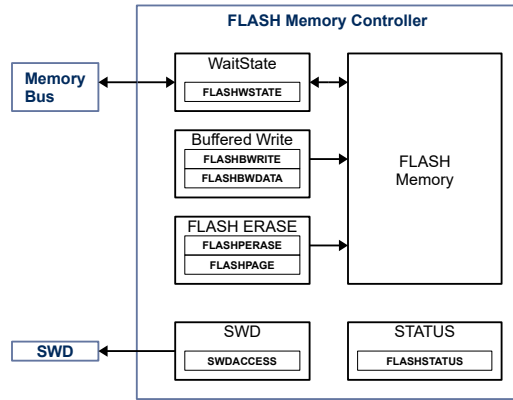 FLASH Memory Controller
Memory
Bus
WaitState
FLASHWSTATE
Buffered Write
FLASHBWRITE
FLASHBWDATA
FLASH
Memory
FLASH ERASE
FLASHPERASE
FLASHPAGE
SWD
SWD
SWDACCESS
STATUS
FLASHSTATUS